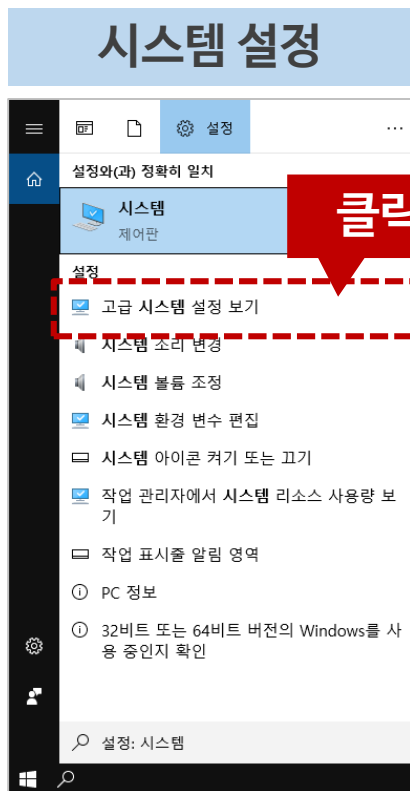 시스템 설정
설정
...
설정와(과) 정확히 일치
시스템
제어판
클릭
설정
고급 시스템 설정 보기
시스템 소리 변경
시스템 볼륨 조정
시스템 환경 변수 편집
시스템 아이콘 켜기 또는 끄기
작업 관리자에서 시스템 리소스 사용량 보
기
작업 표시줄 알림 영역
PC 정보
32비트 또는 64비트 버전의 Windows를 사
용 중인지 확인
설정: 시스템